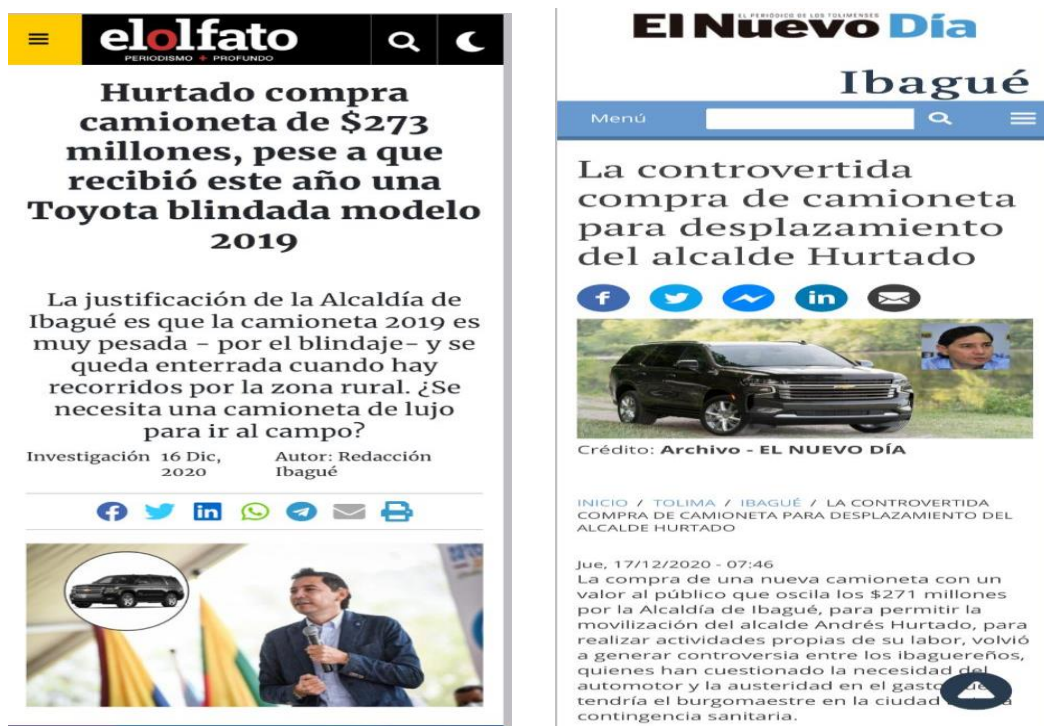 elolfato
PERIODISMO + PROFUNDO
Hurtado compra
camioneta de $273
millones, pese a que
recibió este año una
Toyota blindada modelo
2019
La justificación de la Alcaldía de
Ibagué es que la camioneta 2019 es
muy pesada – por el blindaje– y se
queda enterrada cuando hay
recorridos por la zona rural. ¿Se
necesita una camioneta de lujo
para ir al campo?
Investigación 16 Dic, 2020 Autor: Redacción Ibagué
EL PERIÓDICO DE LOS TOLIMENSES
El Nuevo Día
Ibagué
Menú
La controvertida
compra de camioneta
para desplazamiento
del alcalde Hurtado
Crédito: Archivo - EL NUEVO DÍA
INICIO / TOLIMA / IBAGUÉ / LA CONTROVERTIDA
COMPRA DE CAMIONETA PARA DESPLAZAMIENTO DEL
ALCALDE HURTADO
Jue, 17/12/2020 - 07:46
La compra de una nueva camioneta con un
valor al público que oscila los $271 millones
por la Alcaldía de Ibagué, para permitir la
movilización del alcalde Andrés Hurtado, para
realizar actividades propias de su labor, volvió
a generar controversia entre los ibaguereños,
quienes han cuestionado la necesidad del
automotor y la austeridad en el gasto
tendría el burgomaestre en la ciudad
contingencia sanitaria.